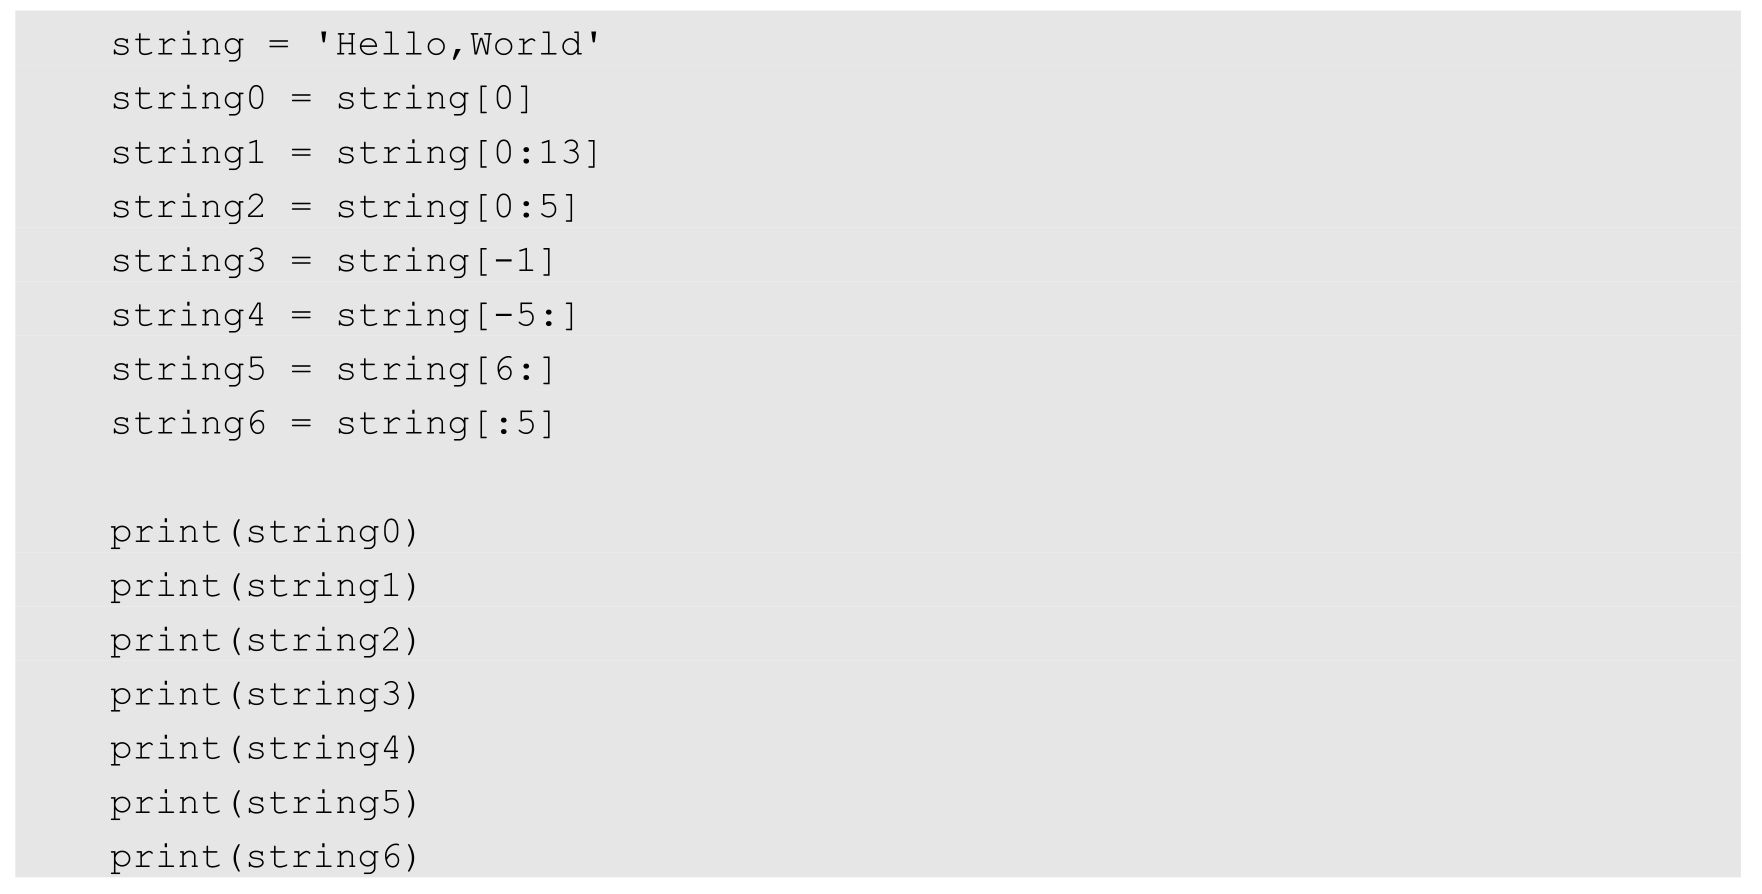 string = 'Hello,World'
string0 = string[0]
string1 = string[0:13]
string2 = string[0:5]
string3 = string[-1]
string4 = string[-5:]
string5 = string[6:]
string6 = string[:5]
print(string0)
print(string1)
print(string2)
print(string3)
print(string4)
print(string5)
print(string6)